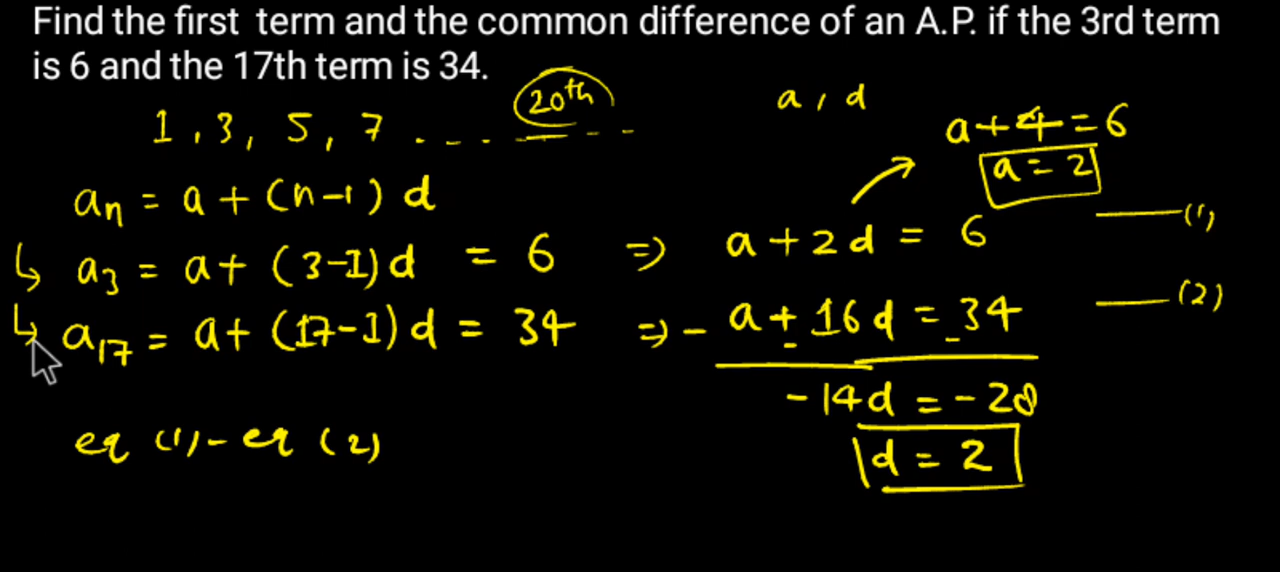 Find the first term and the common difference of an A.P. if the 3rd term
is 6 and the 17th term is 34.
1, 3, 5, 7 ..... 20th ---
a, d
a+4=6
a=2
an = a + (n-1) d
a3 = a+ (3-1)d = 6 ⇒ a+2d = 6 —(1)
a17 = a+ (17-1)d = 34 ⇒ - a+16d = 34 —(2)
- -
-14d = -28
eq (1) - eq (2)
d = 2